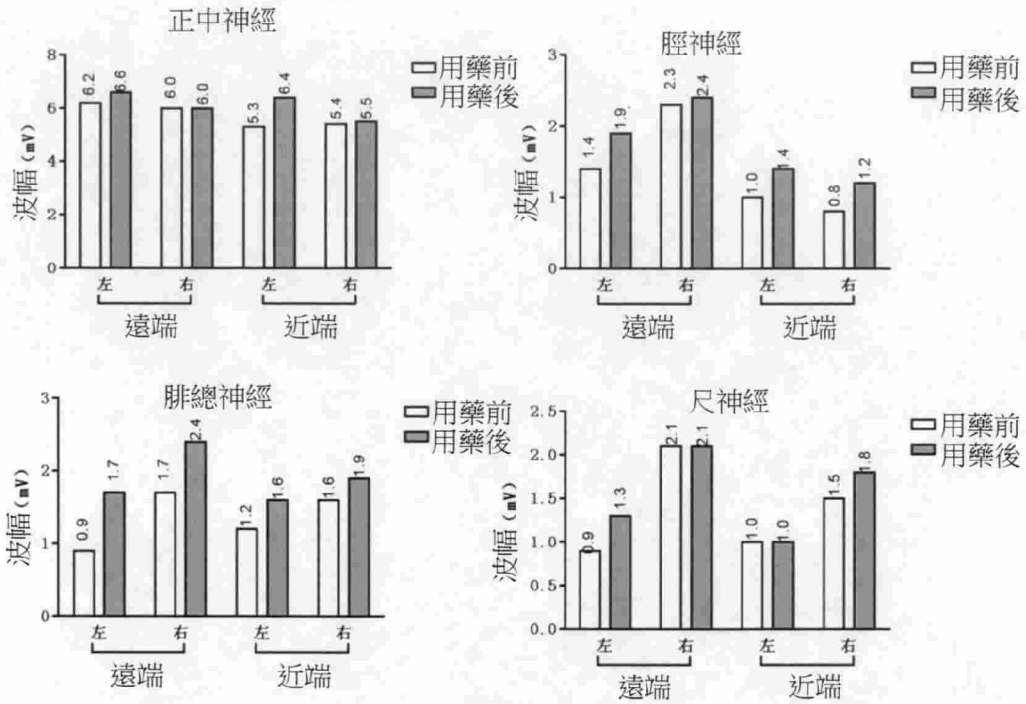 正中神經
8
6
4
2
0
波幅(mV)
6.2
6.6
6.0
6.0
5.3
6.4
5.4
5.5
用藥前
用藥後
左
右
左
右
遠端
近端
脛神經
3
2
1
0
波幅(mV)
1.4
1.9
2.3
2.4
1.0
1.4
0.8
1.2
用藥前
用藥後
左
右
左
右
遠端
近端
腓總神經
3
2
1
0
波幅(mV)
0.9
1.7
1.7
2.4
1.2
1.6
1.6
1.9
用藥前
用藥後
左
右
左
右
遠端
近端
尺神經
2.5
2.0
1.5
1.0
0.5
0.0
波幅(mV)
0.9
1.3
2.1
2.1
1.0
1.0
1.5
1.8
用藥前
用藥後
左
右
左
右
遠端
近端